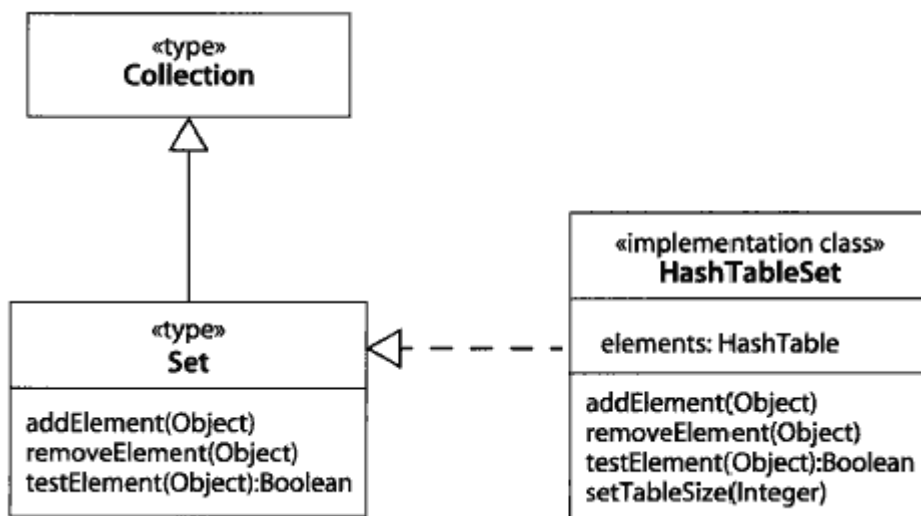 «type»
Collection
«type»
Set
addElement(Object)
removeElement(Object)
testElement(Object):Boolean
«implementation class»
HashTableSet
elements: HashTable
addElement(Object)
removeElement(Object)
testElement(Object):Boolean
setTableSize(Integer)